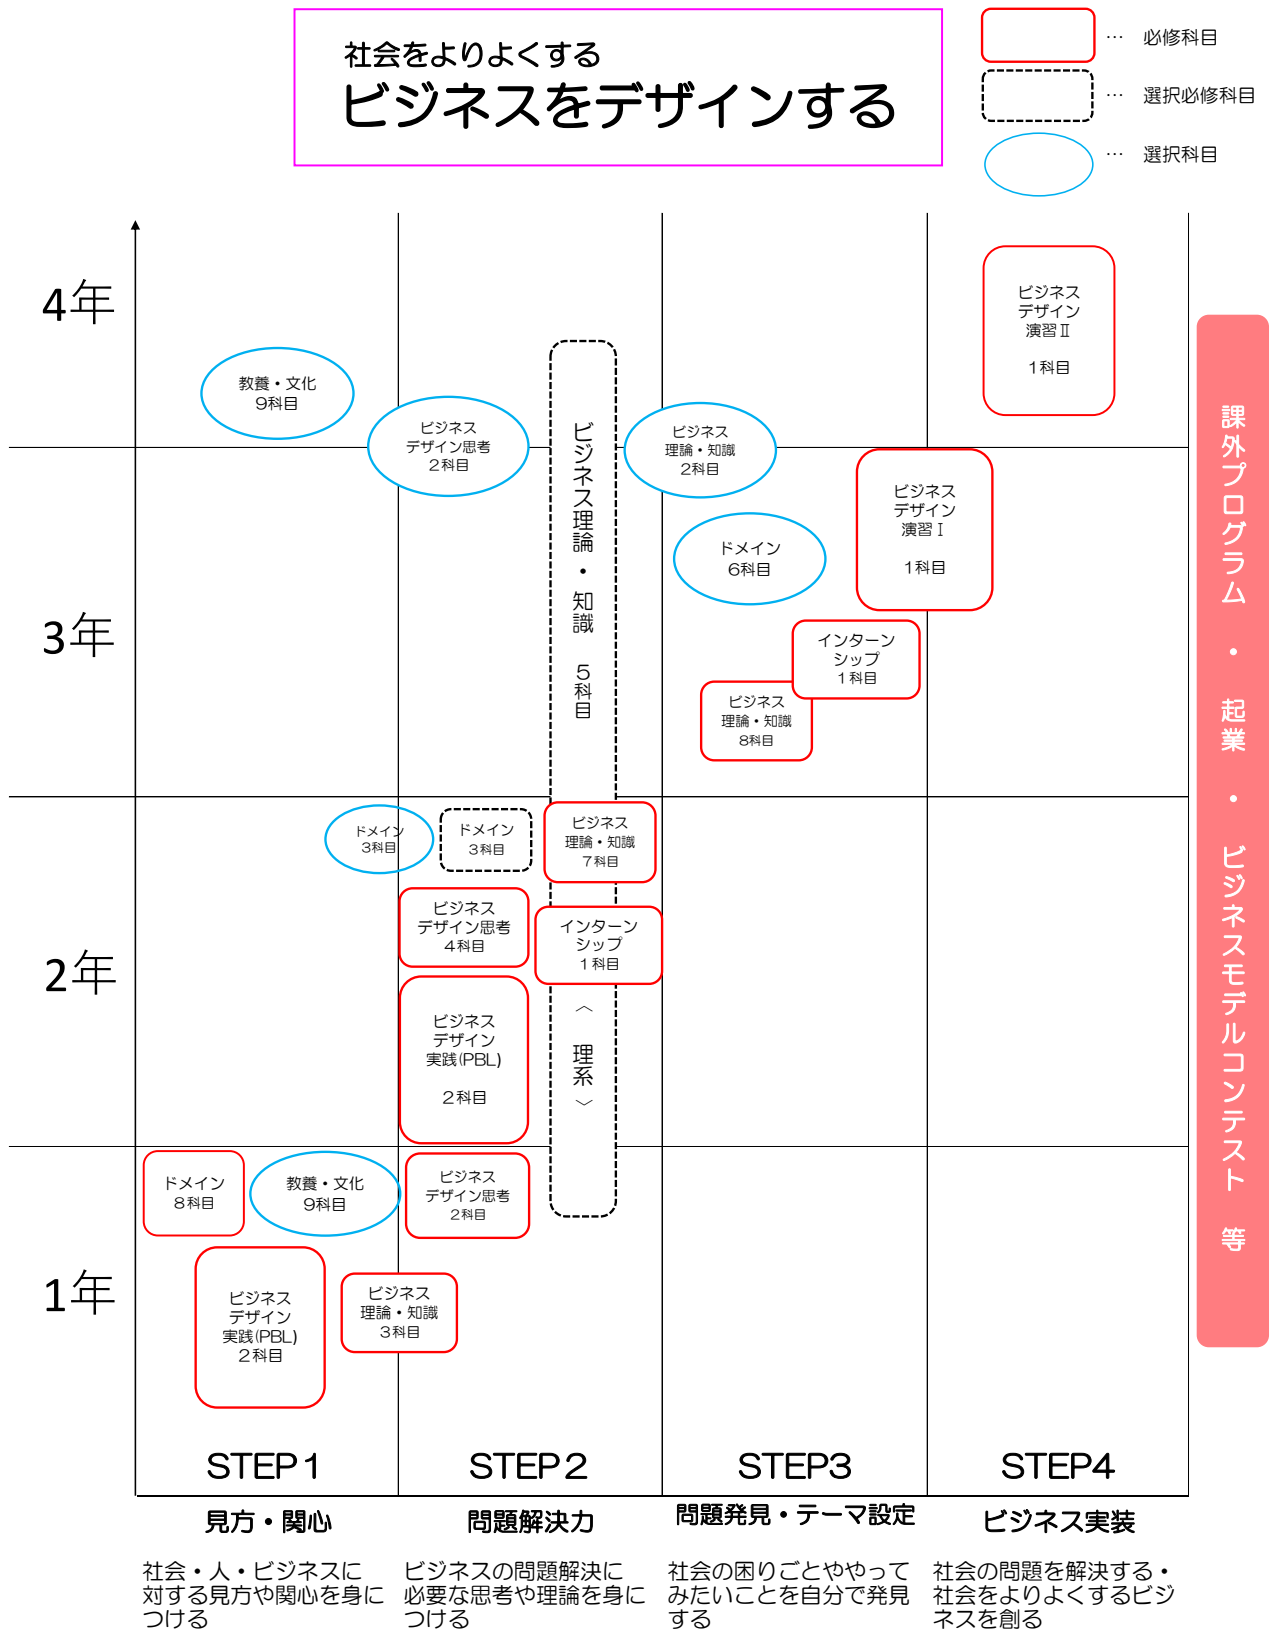 社会をよりよくする
ビジネスをデザインする
… 必修科目
… 選択必修科目
… 選択科目
4年
ビジネス
デザイン
演習Ⅱ
1科目
教養・文化
9科目
ビジネス
デザイン思考
2科目
ビジネス理論・知識 5科目
〈 理系 〉
ビジネス
理論・知識
2科目
3年
ビジネス
デザイン
演習Ⅰ
1科目
ドメイン
6科目
インターン
シップ
1科目
ビジネス
理論・知識
8科目
2年
ドメイン
3科目
ドメイン
3科目
ビジネス
理論・知識
7科目
ビジネス
デザイン思考
4科目
インターン
シップ
1科目
ビジネス
デザイン
実践(PBL)
2科目
1年
ドメイン
8科目
教養・文化
9科目
ビジネス
デザイン思考
2科目
ビジネス
デザイン
実践(PBL)
2科目
ビジネス
理論・知識
3科目
課外プログラム ・ 起業 ・ ビジネスモデルコンテスト 等
STEP1
STEP2
STEP3
STEP4
見方・関心
問題解決力
問題発見・テーマ設定
ビジネス実装
社会・人・ビジネスに
対する見方や関心を身に
つける
ビジネスの問題解決に
必要な思考や理論を身に
つける
社会の困りごとややって
みたいことを自分で発見
する
社会の問題を解決する・
社会をよりよくするビジ
ネスを創る